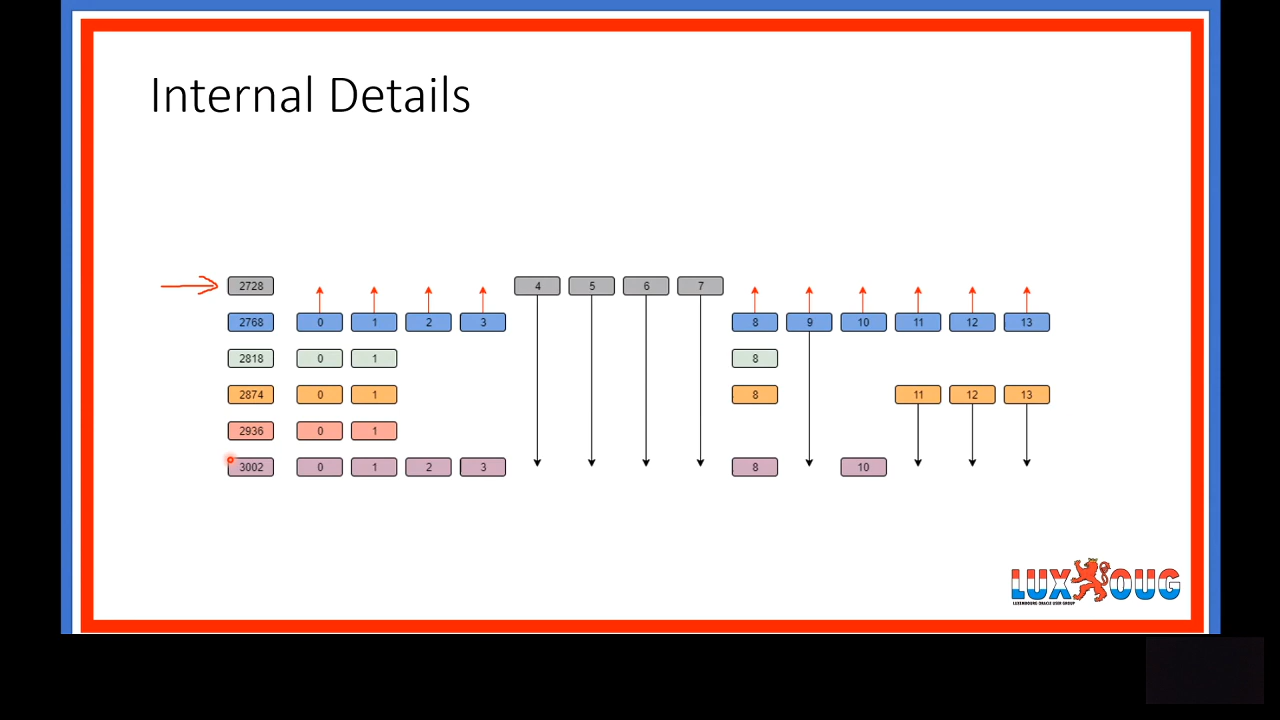 Internal Details
2728 4 5 6 7
2768 0 1 2 3 8 9 10 11 12 13
2818 0 1 8
2874 0 1 8 11 12 13
2936 0 1
3002 0 1 2 3 8 10
LUX OUG
LUXEMBOURG ORACLE USER GROUP